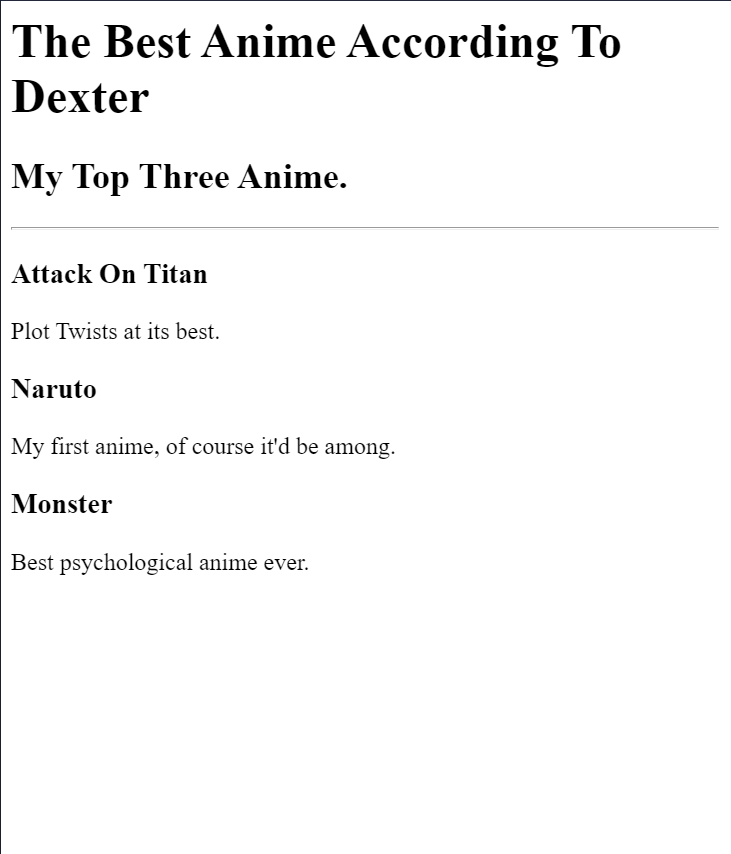 The Best Anime According To
Dexter
My Top Three Anime.
Attack On Titan
Plot Twists at its best.
Naruto
My first anime, of course it'd be among.
Monster
Best psychological anime ever.